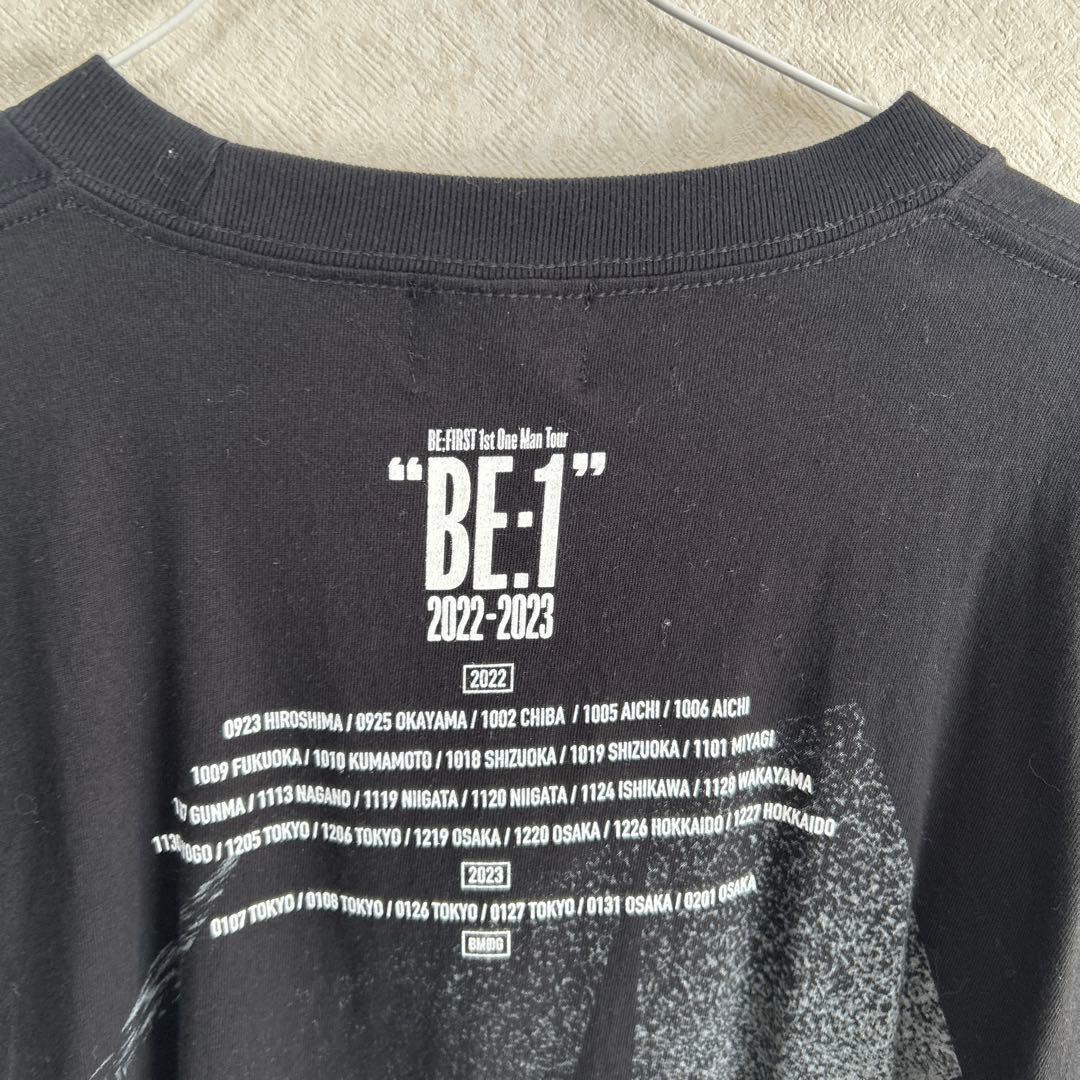 BE:FIRST 1st One Man Tour
“BE:1”
2022-2023
2022
0923 HIROSHIMA / 0925 OKAYAMA / 1002 CHIBA / 1005 AICHI / 1006 AICHI
1009 FUKUOKA / 1010 KUMAMOTO / 1018 SHIZUOKA / 1019 SHIZUOKA / 1101 MIYAGI
GUNMA / 1113 NAGANO / 1119 NIIGATA / 1120 NIIGATA / 1124 ISHIKAWA / 1128 WAKAYAMA
/ 1205 TOKYO / 1206 TOKYO / 1219 OSAKA / 1220 OSAKA / 1226 HOKKAIDO / 1227 HOKKAIDO
2023
0107 TOKYO / 0108 TOKYO / 0126 TOKYO / 0127 TOKYO / 0131 OSAKA / 0201 OSAKA
BMSG